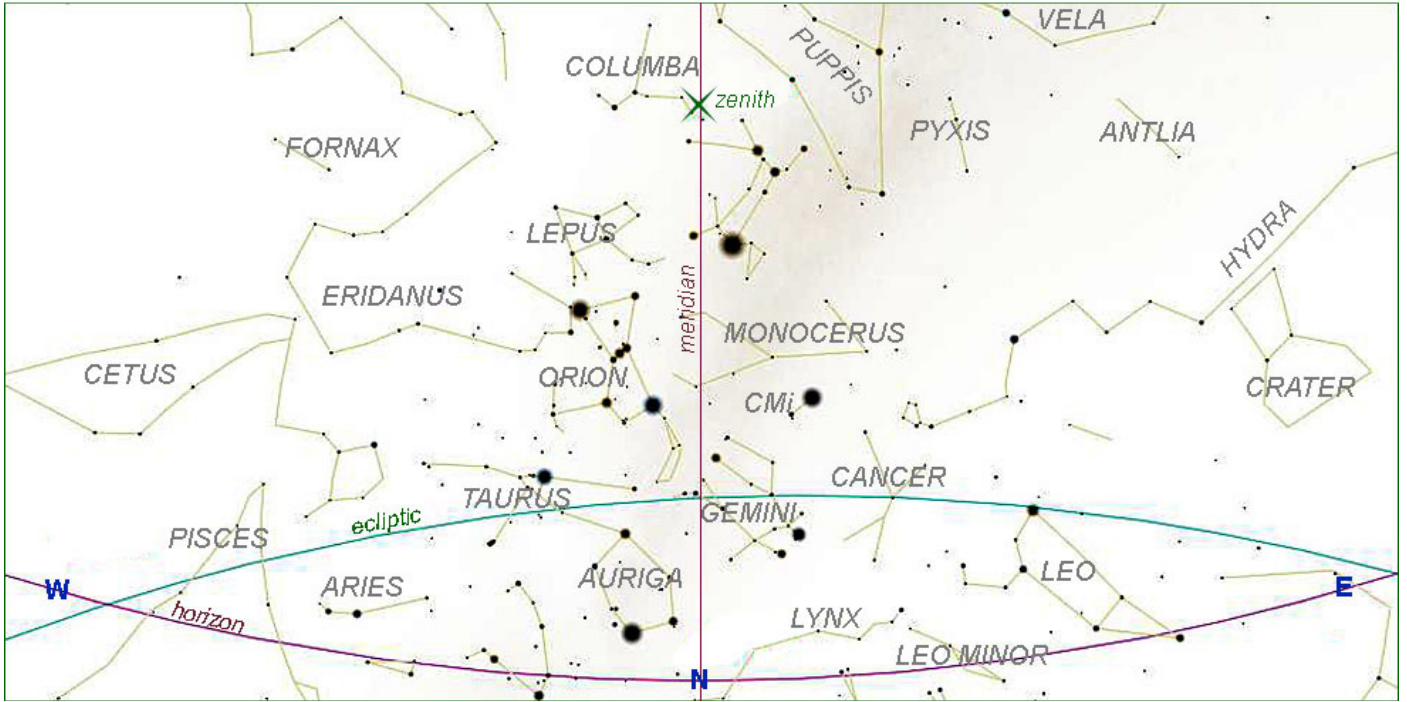 VELA
PUPPIS
COLUMBA
zenith
FORNAX
PYXIS
ANTLIA
LEPUS
HYDRA
ERIDANUS
meridian
MONOCERUS
CETUS
ORION
CRATER
CMi
CANCER
TAURUS
GEMINI
ecliptic
PISCES
ARIES
AURIGA
LEO
W
E
horizon
LYNX
LEO MINOR
N